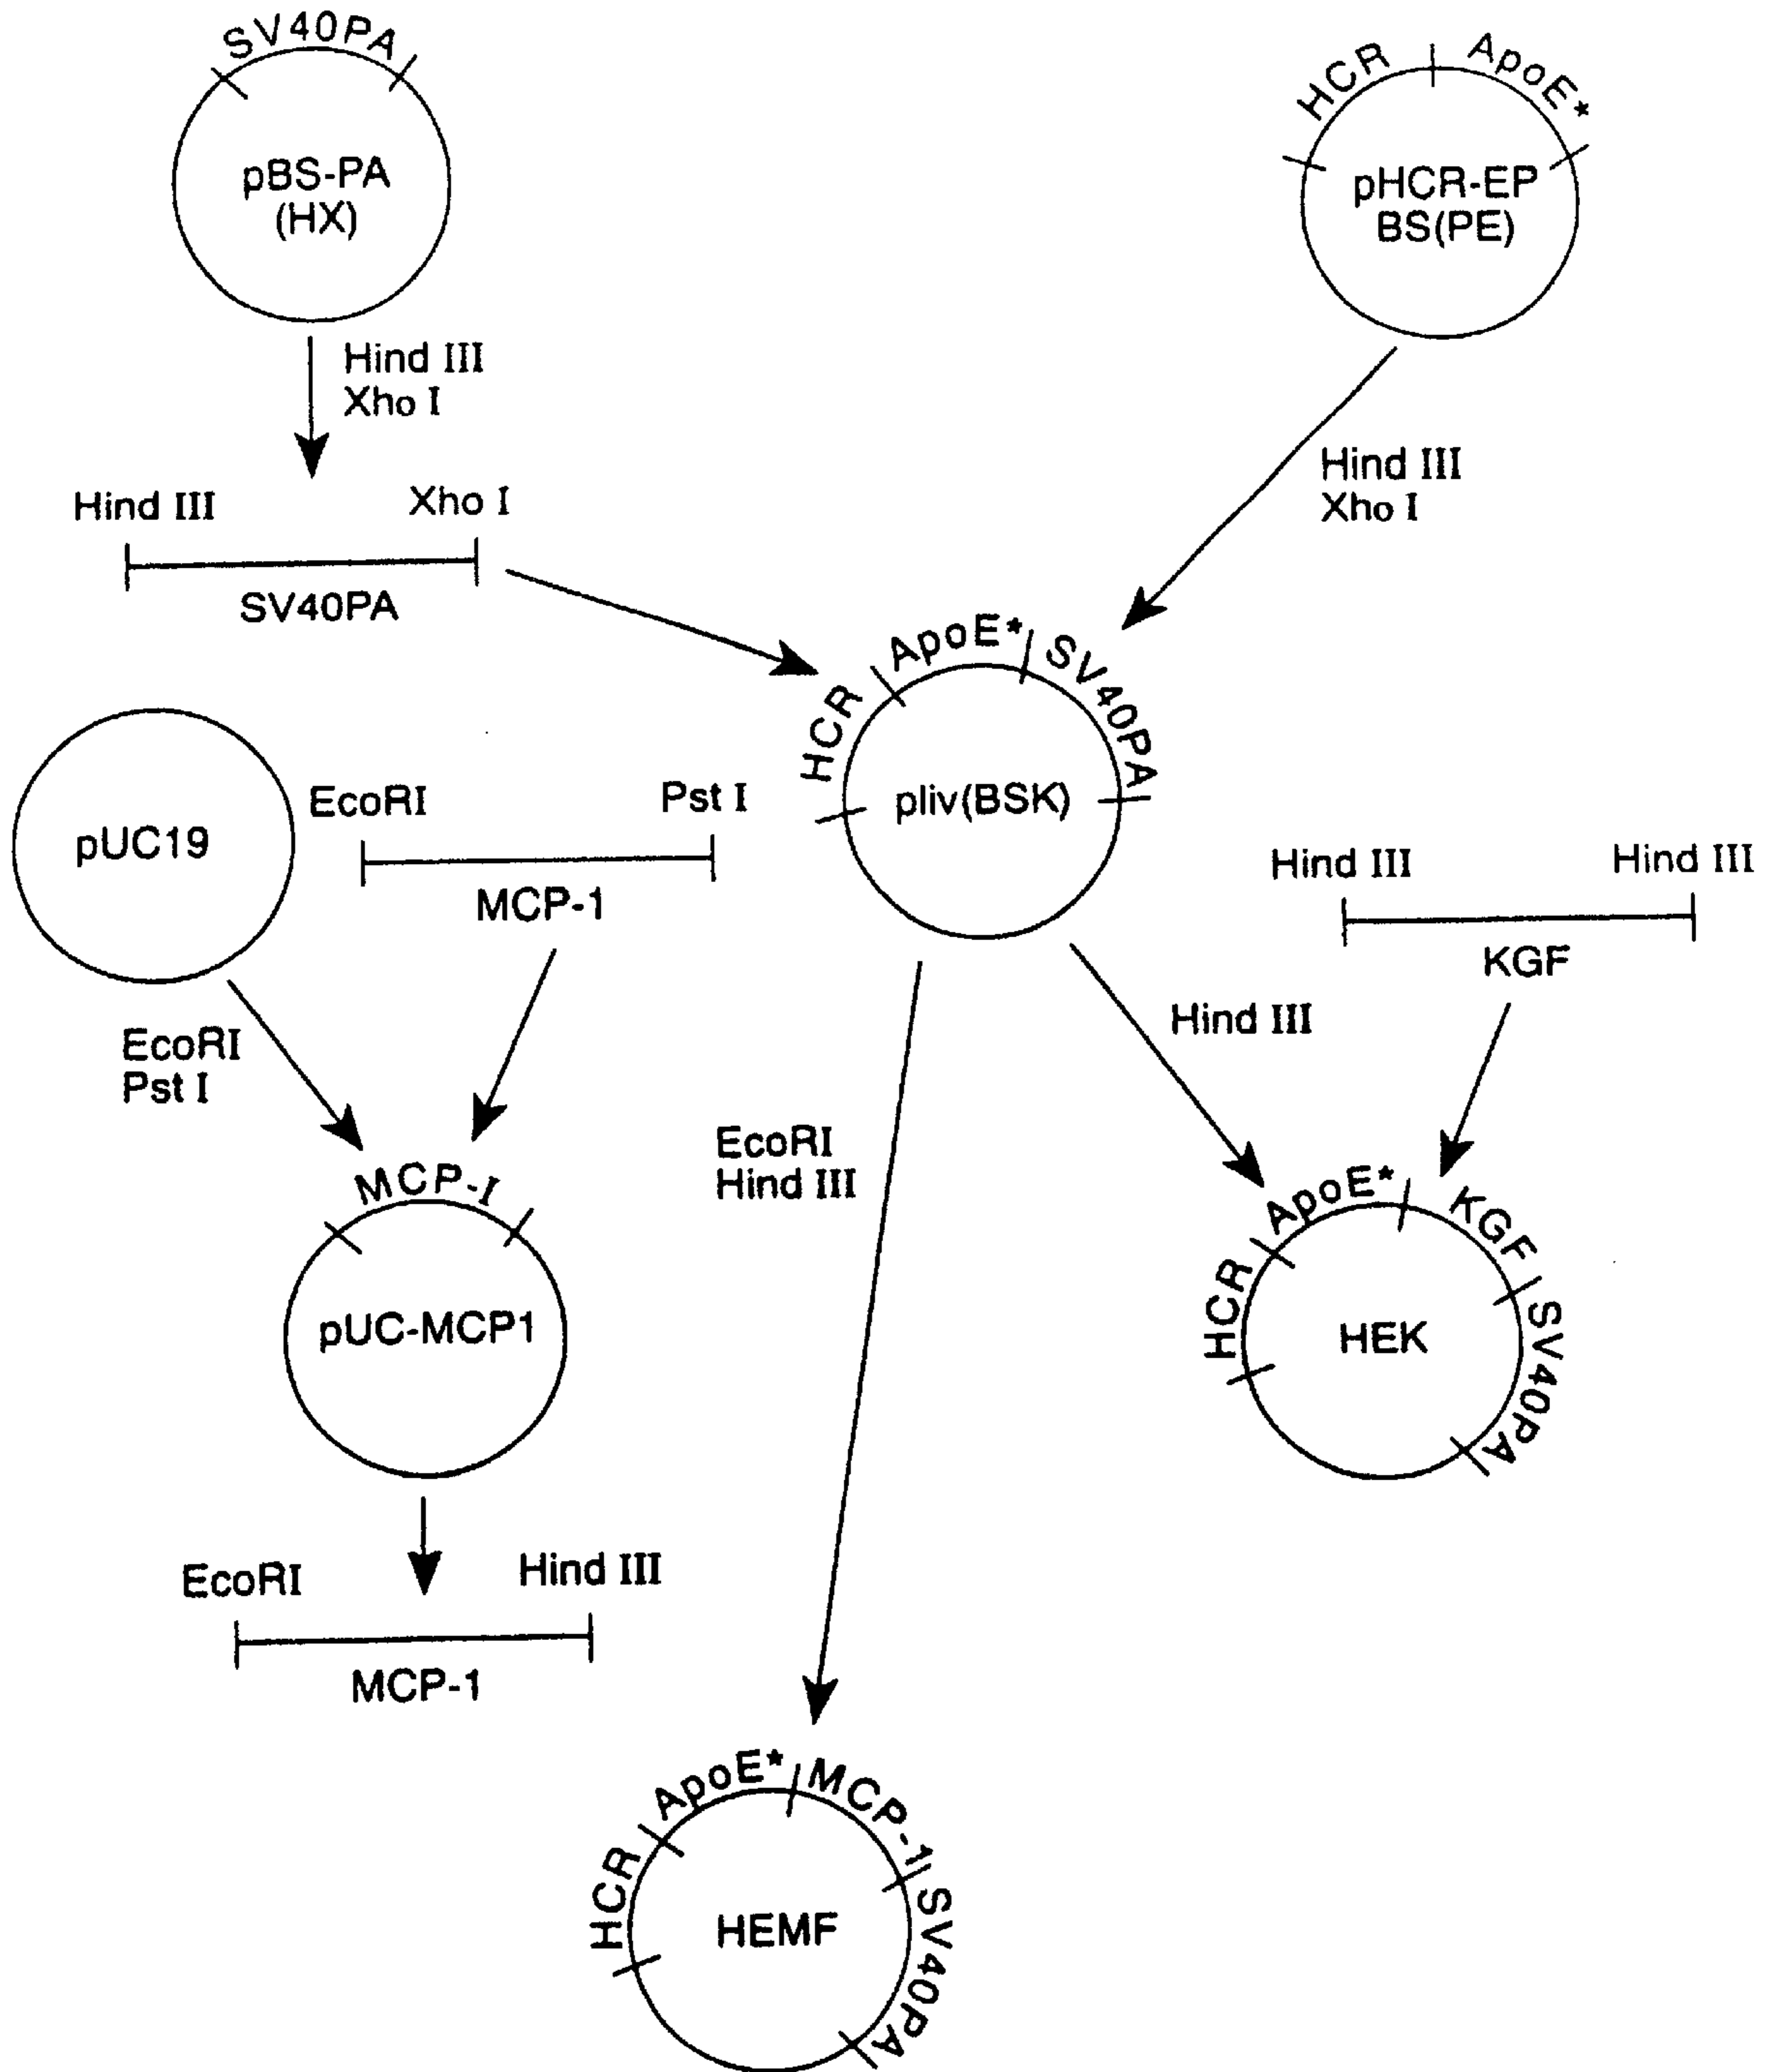 SV40PA
pBS-PA
(HX)
Hind III
Xho I
Hind III
Xho I
SV40PA
HCR
ApoE*
pHCR-EP
BS(PE)
Hind III
Xho I
HCR
ApoE*
SV40PA
pliv(BSK)
pUC19
EcoRI
Pst I
MCP-1
EcoRI
Pst I
MCP-I
pUC-MCP1
EcoRI
Hind III
MCP-1
EcoRI
Hind III
Hind III
Hind III
Hind III
KGF
HCR
ApoE*
KGF
SV40PA
HEK
HCR
ApoE*
MCP-1
SV40PA
HEMF